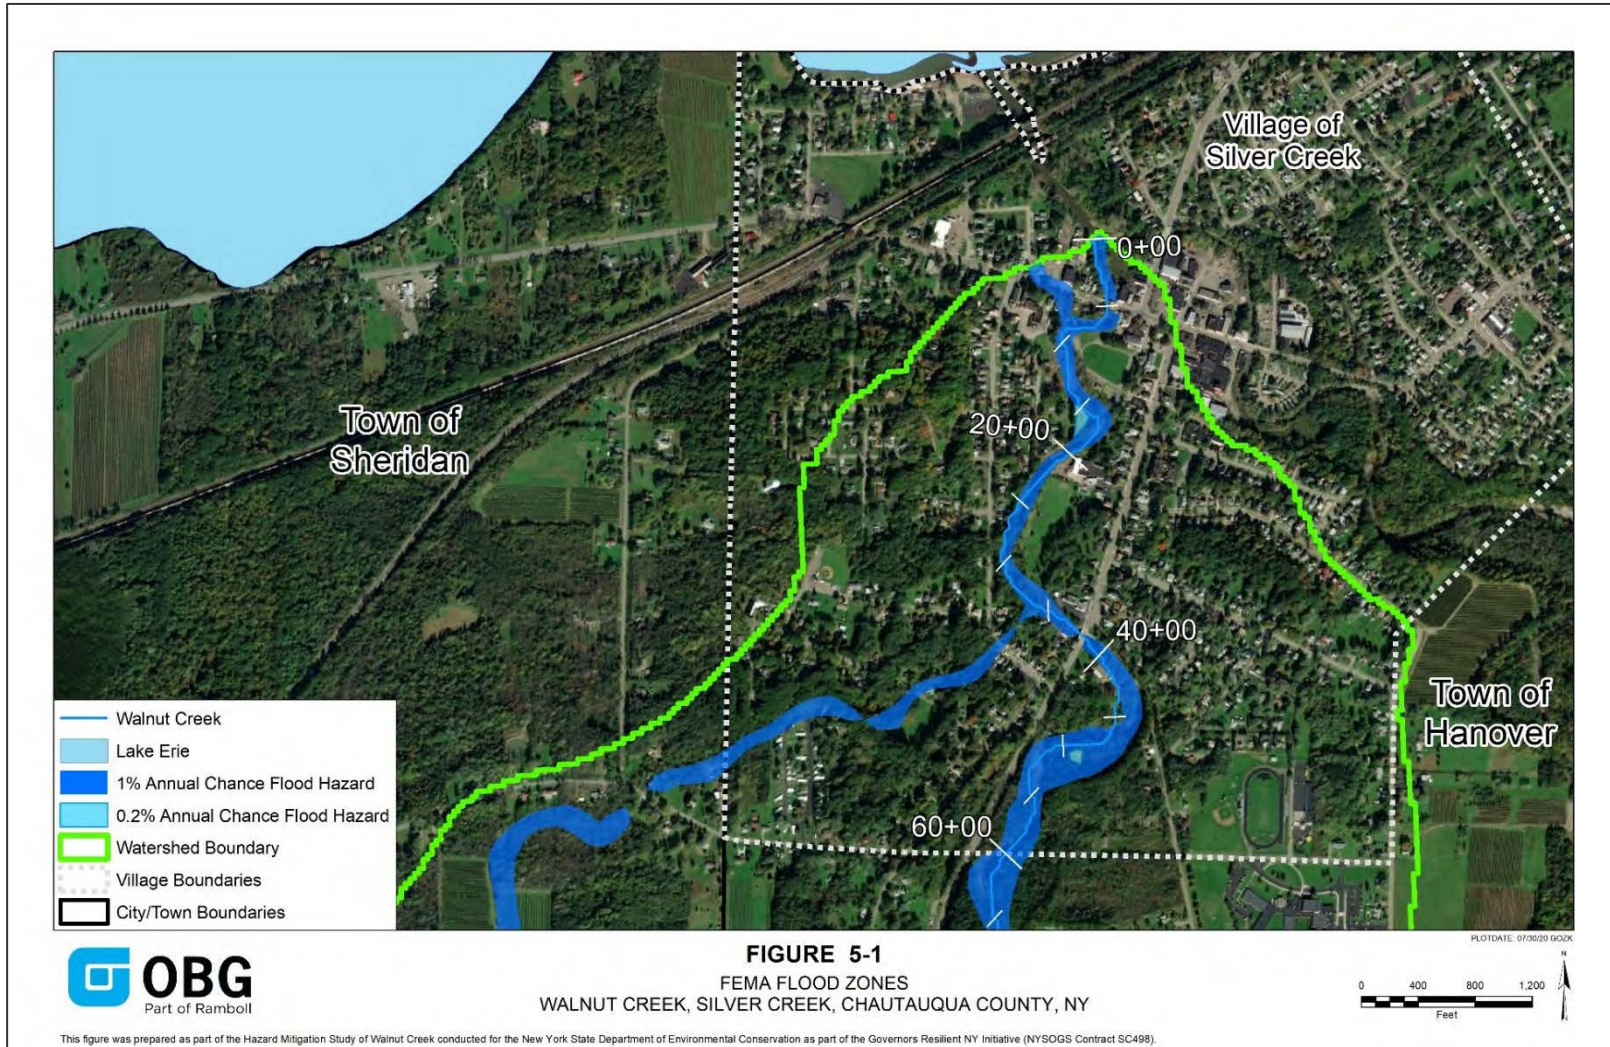 Village of
Silver Creek
0+00
20+00
Town of
Sheridan
40+00
Town of
Hanover
60+00
Walnut Creek
Lake Erie
1% Annual Chance Flood Hazard
0.2% Annual Chance Flood Hazard
Watershed Boundary
Village Boundaries
City/Town Boundaries
PLOTDATE: 07/30/20 GOZK
OBG
Part of Ramboll
FIGURE 5-1
FEMA FLOOD ZONES
WALNUT CREEK, SILVER CREEK, CHAUTAUQUA COUNTY, NY
N
0 400 800 1,200
Feet
This figure was prepared as part of the Hazard Mitigation Study of Walnut Creek conducted for the New York State Department of Environmental Conservation as part of the Governors Resilient NY Initiative (NYSOGS Contract SC498).